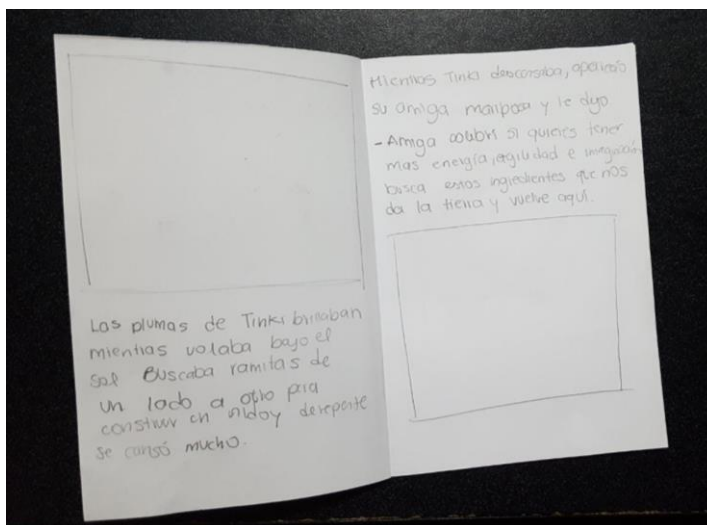 Las plumas de Tinki brillaban
mientras volaba bajo el
sol Buscaba ramitas de
un lado a otro para
construir un nido y derepente
se cansó mucho.
Mientras Tinki descansaba, apareció
su amiga mariposa y le dijo
- Amiga colibri si quieres tener
mas energía, agilidad e imaginación
busca estos ingredientes que nos
da la tierra y vuelve aquí.